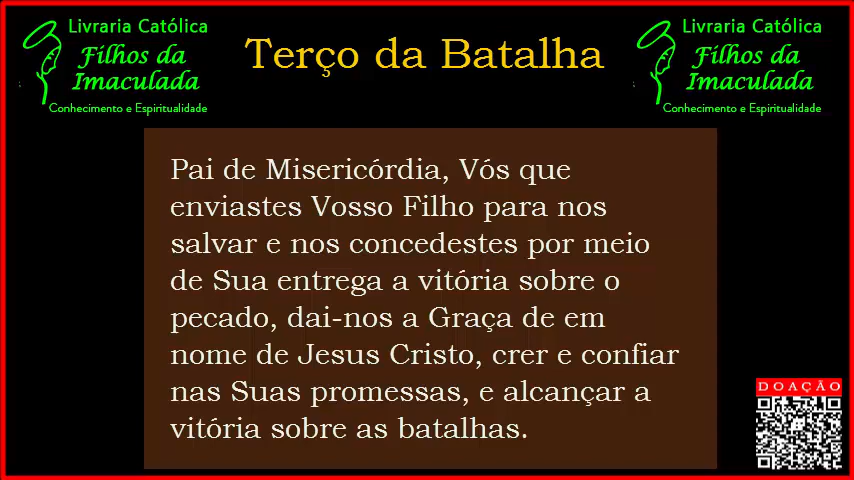 Livraria Católica
Filhos da
Imaculada
Conhecimento e Espiritualidade
Terço da Batalha
Livraria Católica
Filhos da
Imaculada
Conhecimento e Espiritualidade
Pai de Misericórdia, Vós que
enviastes Vosso Filho para nos
salvar e nos concedestes por meio
de Sua entrega a vitória sobre o
pecado, dai-nos a Graça de em
nome de Jesus Cristo, crer e confiar
nas Suas promessas, e alcançar a
vitória sobre as batalhas.
DOAÇÃO